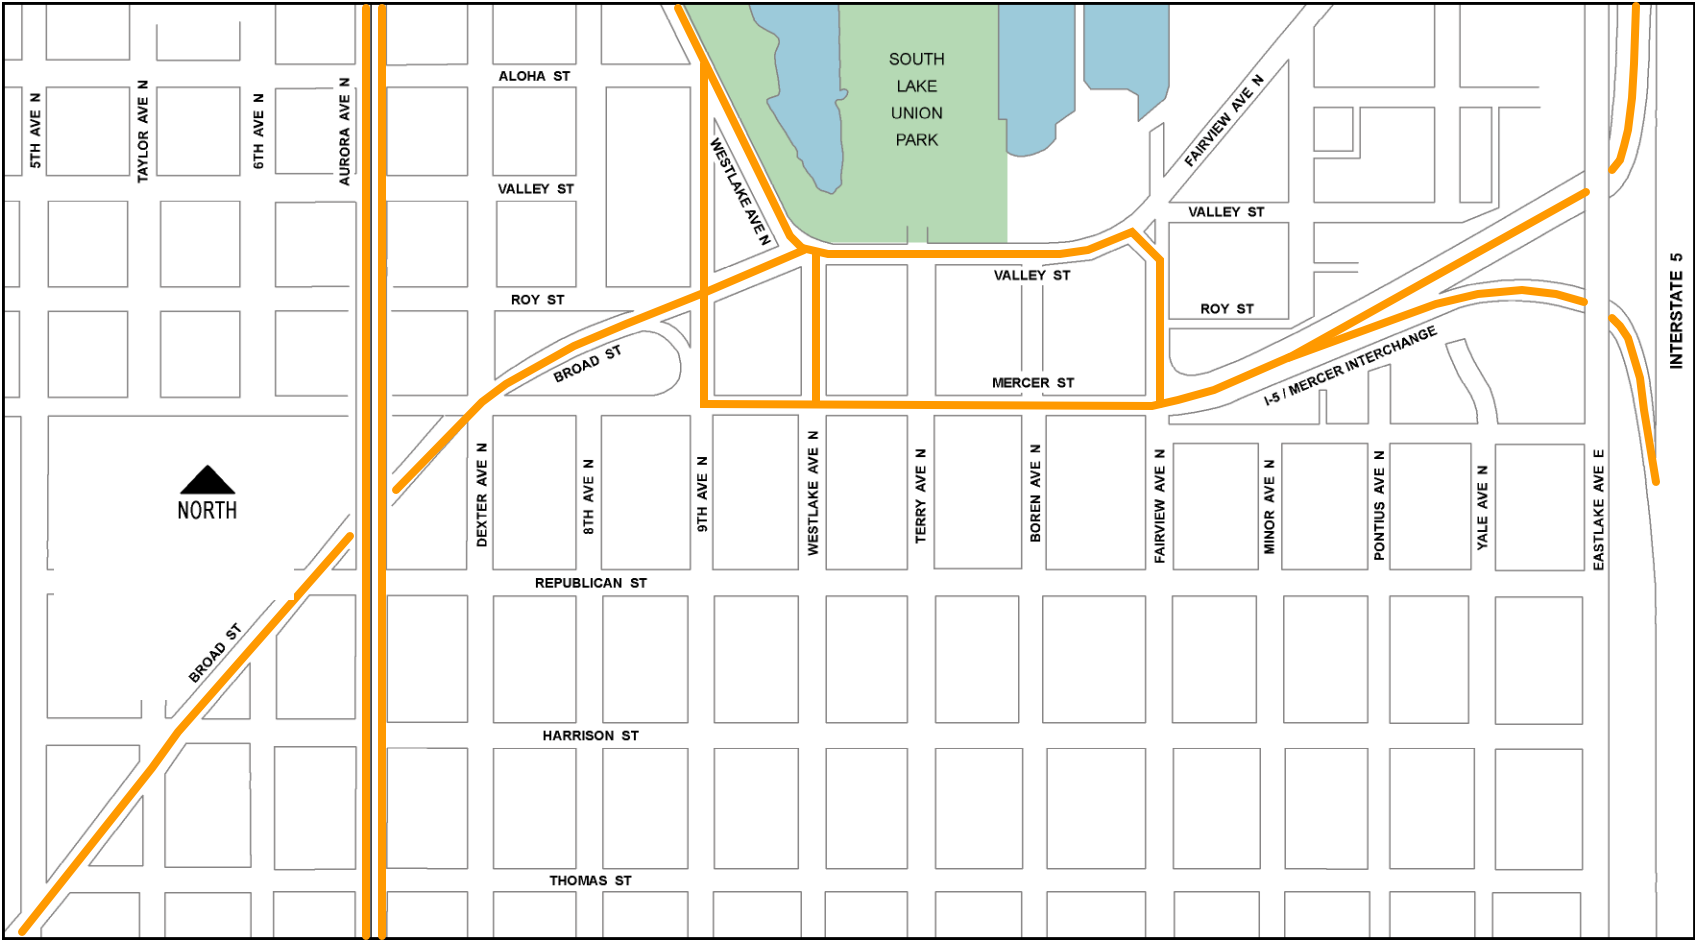 ALOHA ST
SOUTH
LAKE
UNION
PARK
5TH AVE N
TAYLOR AVE N
6TH AVE N
AURORA AVE N
WESTLAKE AVE N
FAIRVIEW AVE N
VALLEY ST
VALLEY ST
VALLEY ST
ROY ST
ROY ST
INTERSTATE 5
BROAD ST
MERCER ST
I-5 / MERCER INTERCHANGE
NORTH
DEXTER AVE N
8TH AVE N
9TH AVE N
WESTLAKE AVE N
TERRY AVE N
BOREN AVE N
FAIRVIEW AVE N
MINOR AVE N
PONTIUS AVE N
YALE AVE N
EASTLAKE AVE E
REPUBLICAN ST
BROAD ST
HARRISON ST
THOMAS ST